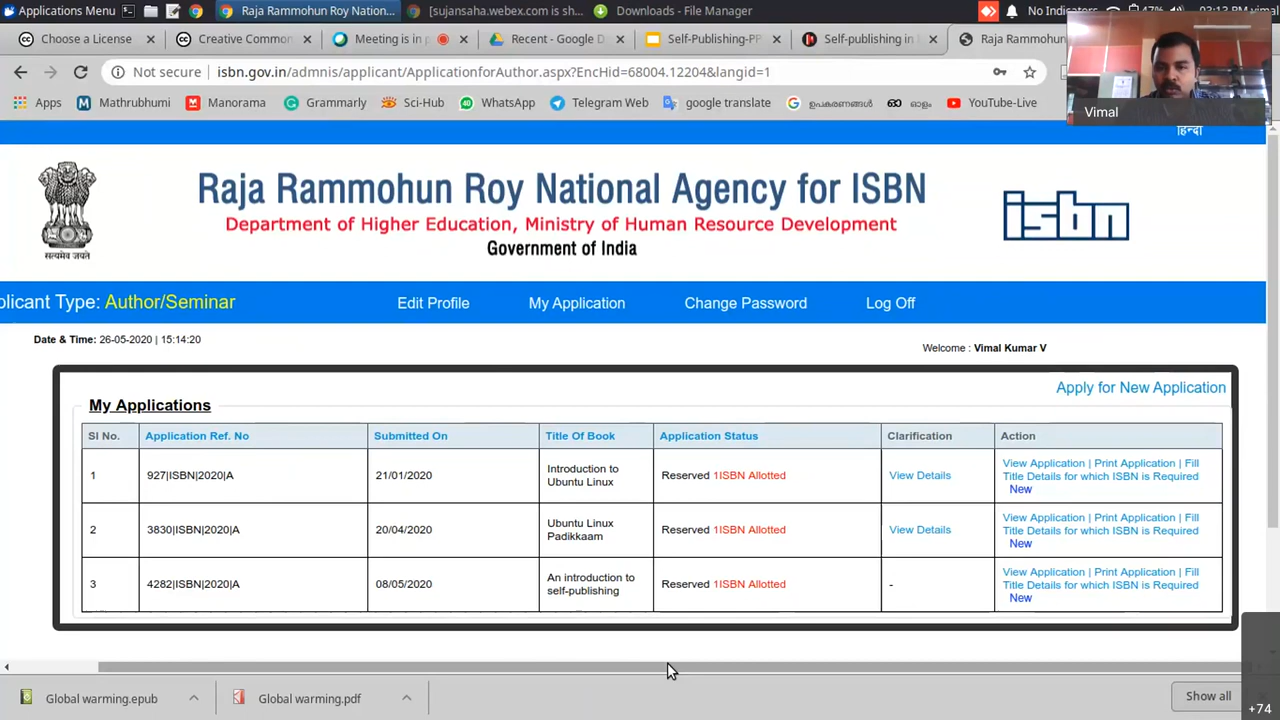 Applications Menu
Raja Rammohun Roy Nation...
[sujansaha.webex.com is sh...
Downloads - File Manager
No Indicators
47%
03:13 PM vimal
Choose a License
Creative Common
Meeting is in p
Recent - Google D
Self-Publishing-PP
Self-publishing in
Raja Rammohun
Not secure
isbn.gov.in/admnis/applicant/ApplicationforAuthor.aspx?EncHid=68004.12204&langid=1
Vimal
Apps
Mathrubhumi
Manorama
Grammarly
Sci-Hub
WhatsApp
Telegram Web
google translate
ഉപകരണങ്ങൾ
ഓളം
YouTube-Live
हिन्दी
Raja Rammohun Roy National Agency for ISBN
Department of Higher Education, Ministry of Human Resource Development
Government of India
सत्यमेव जयते
isbn
plicant Type: Author/Seminar
Edit Profile
My Application
Change Password
Log Off
Date & Time: 26-05-2020 | 15:14:20
Welcome : Vimal Kumar V
Apply for New Application
My Applications
Sl No.
Application Ref. No
Submitted On
Title Of Book
Application Status
Clarification
Action
1
927|ISBN|2020|A
21/01/2020
Introduction to
Ubuntu Linux
Reserved 1ISBN Allotted
View Details
View Application | Print Application | Fill
Title Details for which ISBN is Required
New
2
3830|ISBN|2020|A
20/04/2020
Ubuntu Linux
Padikkaam
Reserved 1ISBN Allotted
View Details
View Application | Print Application | Fill
Title Details for which ISBN is Required
New
3
4282|ISBN|2020|A
08/05/2020
An introduction to
self-publishing
Reserved 1ISBN Allotted
-
View Application | Print Application | Fill
Title Details for which ISBN is Required
New
Global warming.epub
Global warming.pdf
Show all
+74